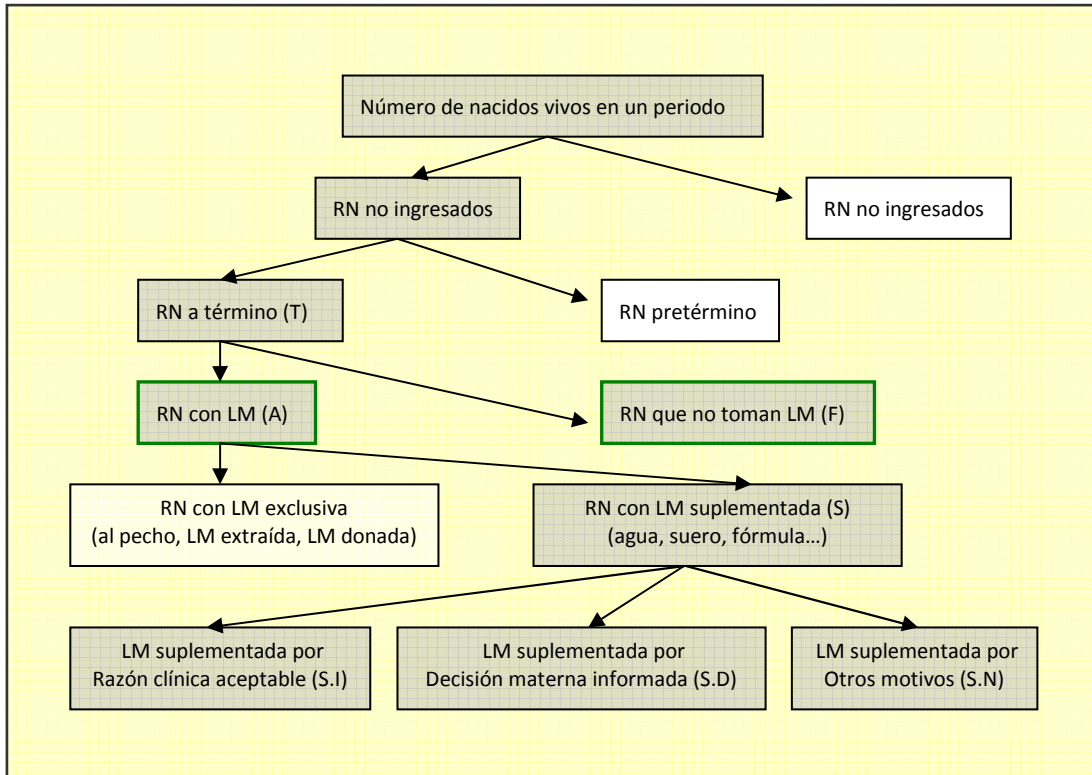 Número de nacidos vivos en un periodo
RN no ingresados
RN no ingresados
RN a término (T)
RN pretérmino
RN con LM (A)
RN que no toman LM (F)
RN con LM exclusiva
(al pecho, LM extraída, LM donada)
RN con LM suplementada (S)
(agua, suero, fórmula…)
LM suplementada por
Razón clínica aceptable (S.I)
LM suplementada por
Decisión materna informada (S.D)
LM suplementada por
Otros motivos (S.N)